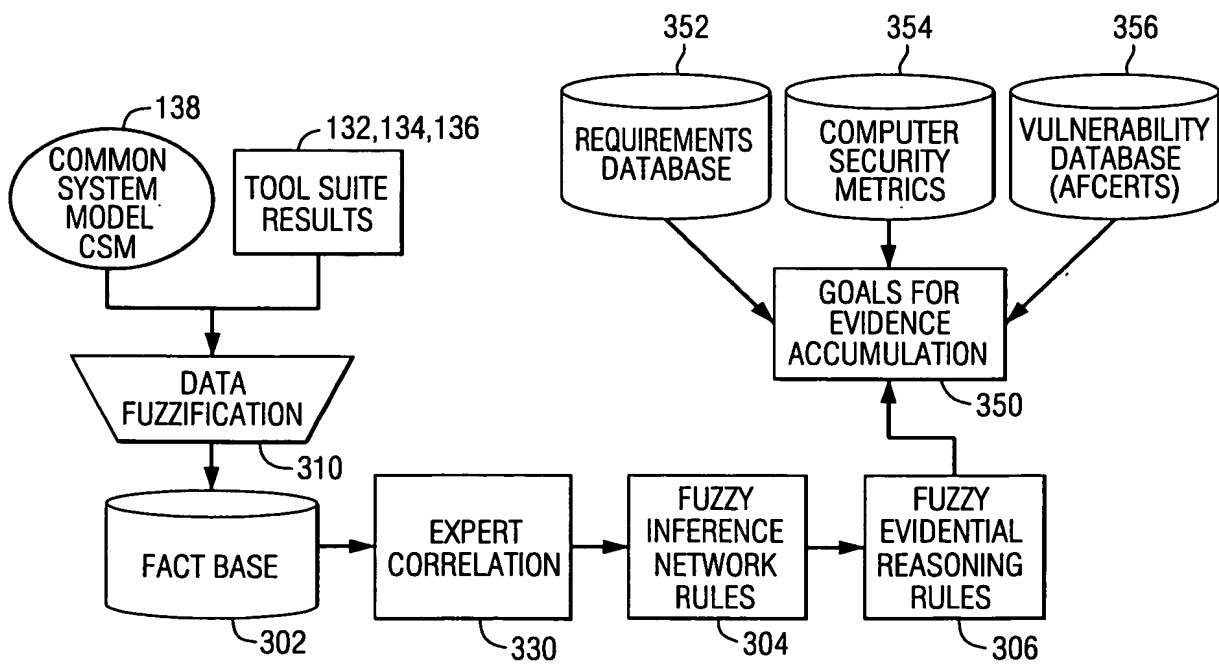 352
354
356
138
132,134,136
COMMON
SYSTEM
MODEL
CSM
TOOL SUITE
RESULTS
REQUIREMENTS
DATABASE
COMPUTER
SECURITY
METRICS
VULNERABILITY
DATABASE
(AFCERTS)
GOALS FOR
EVIDENCE
ACCUMULATION
350
DATA
FUZZIFICATION
310
FACT BASE
302
EXPERT
CORRELATION
330
FUZZY
INFERENCE
NETWORK
RULES
304
FUZZY
EVIDENTIAL
REASONING
RULES
306